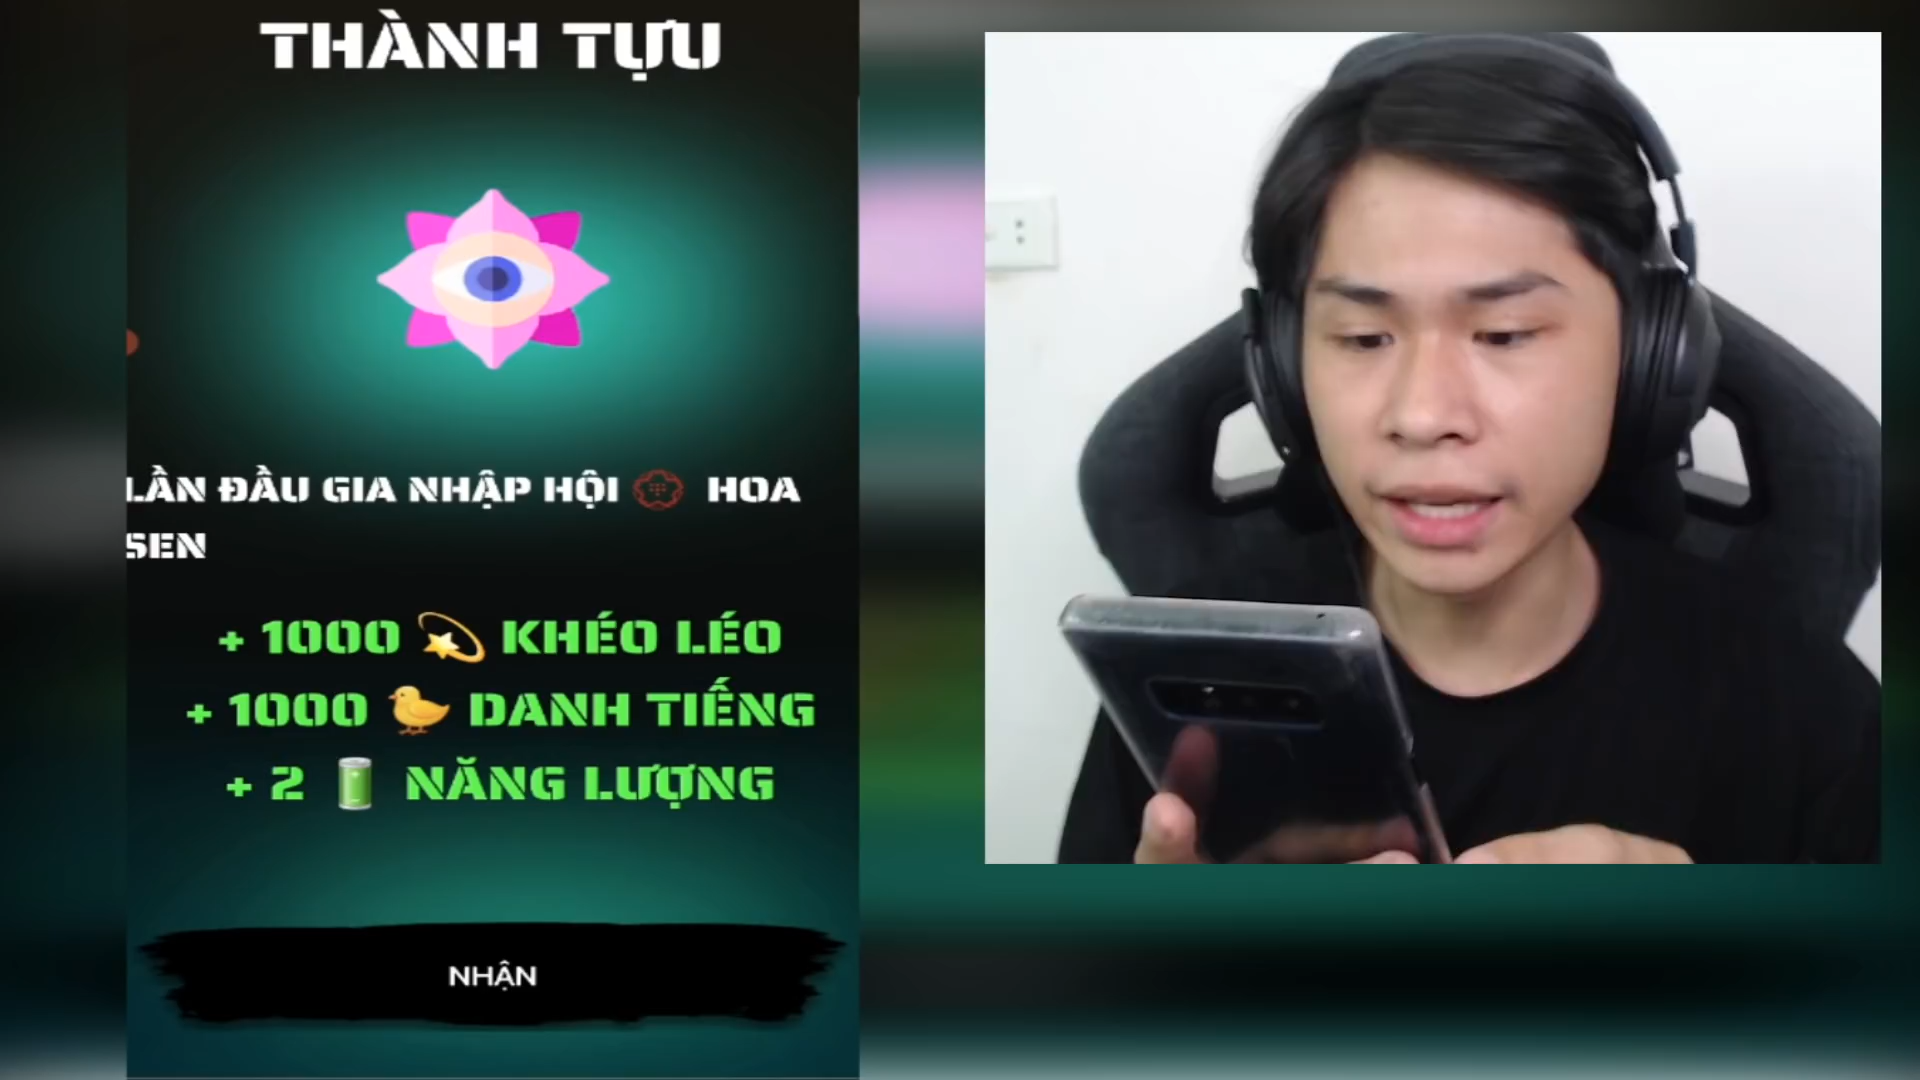 THÀNH TỰU
LẦN ĐẦU GIA NHẬP HỘI HOA
SEN
+ 1000 KHÉO LÉO
+ 1000 DANH TIẾNG
+ 2 NĂNG LƯỢNG
NHẬN